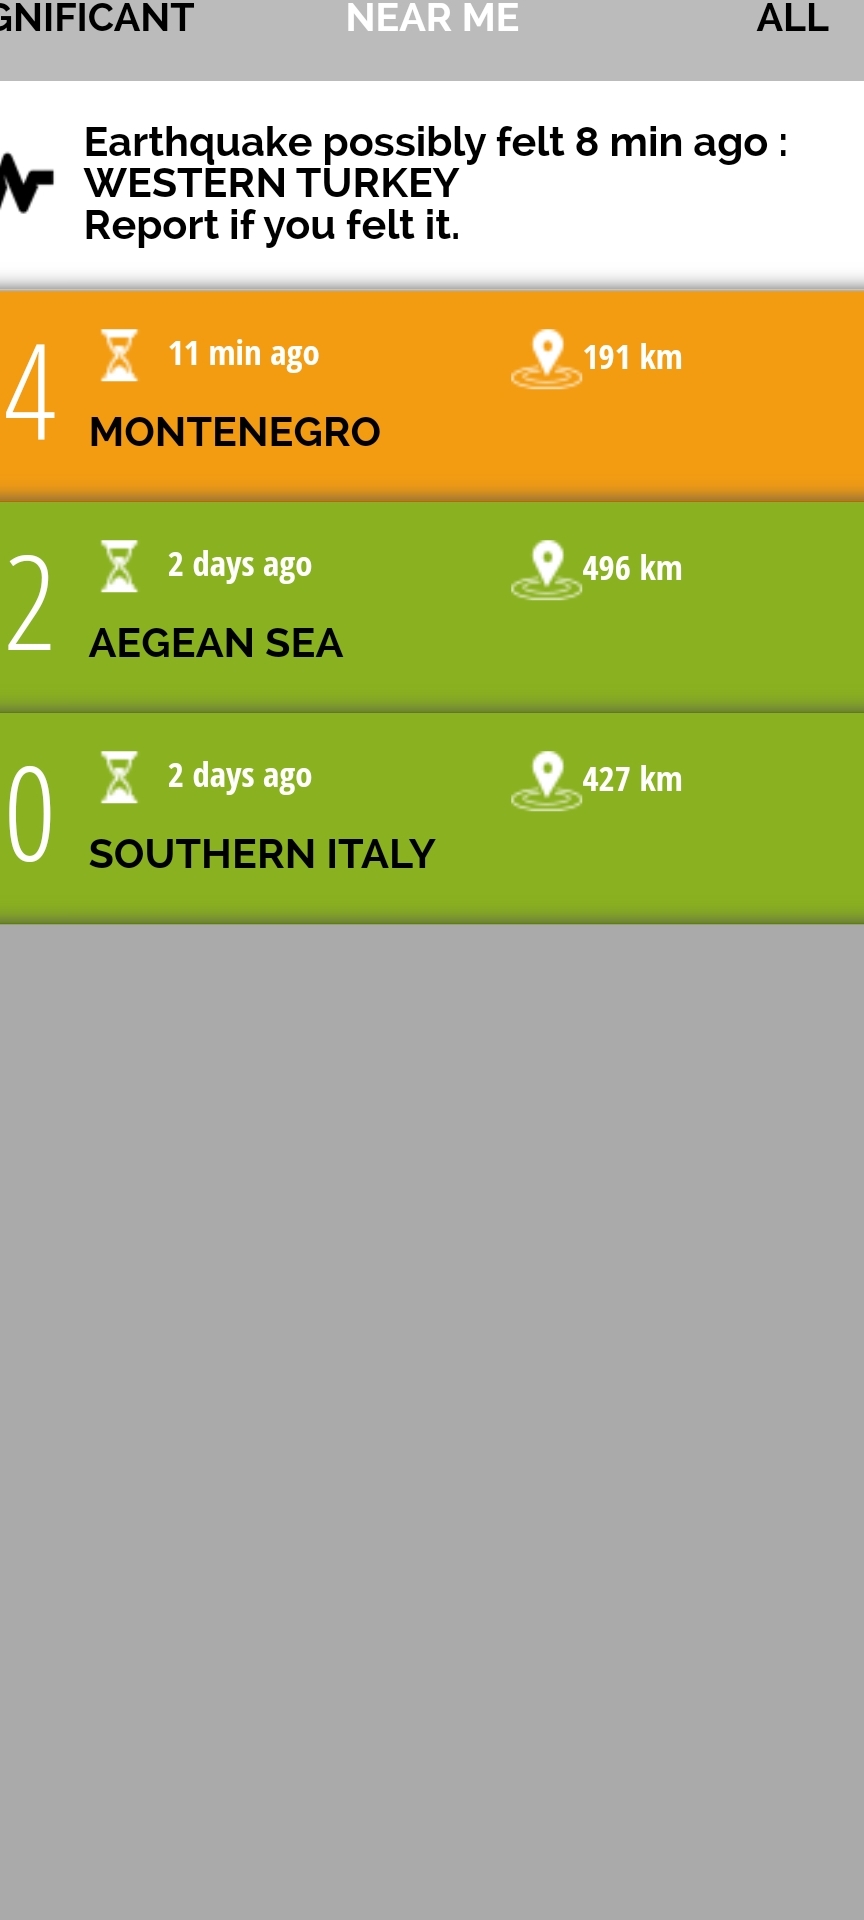 GNIFICANT NEAR ME ALL
Earthquake possibly felt 8 min ago :
WESTERN TURKEY
Report if you felt it.
4 11 min ago 191 km
MONTENEGRO
2 2 days ago 496 km
AEGEAN SEA
0 2 days ago 427 km
SOUTHERN ITALY